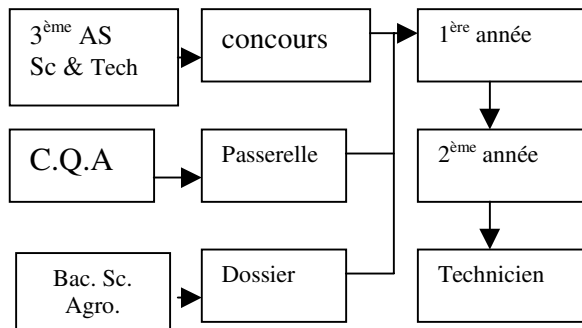 3ème AS
Sc & Tech
concours
1ère année
C.Q.A
Passerelle
2ème année
Bac. Sc.
Agro.
Dossier
Technicien